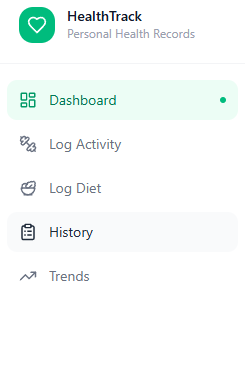 HealthTrack
Personal Health Records
Dashboard
Log Activity
Log Diet
History
Trends